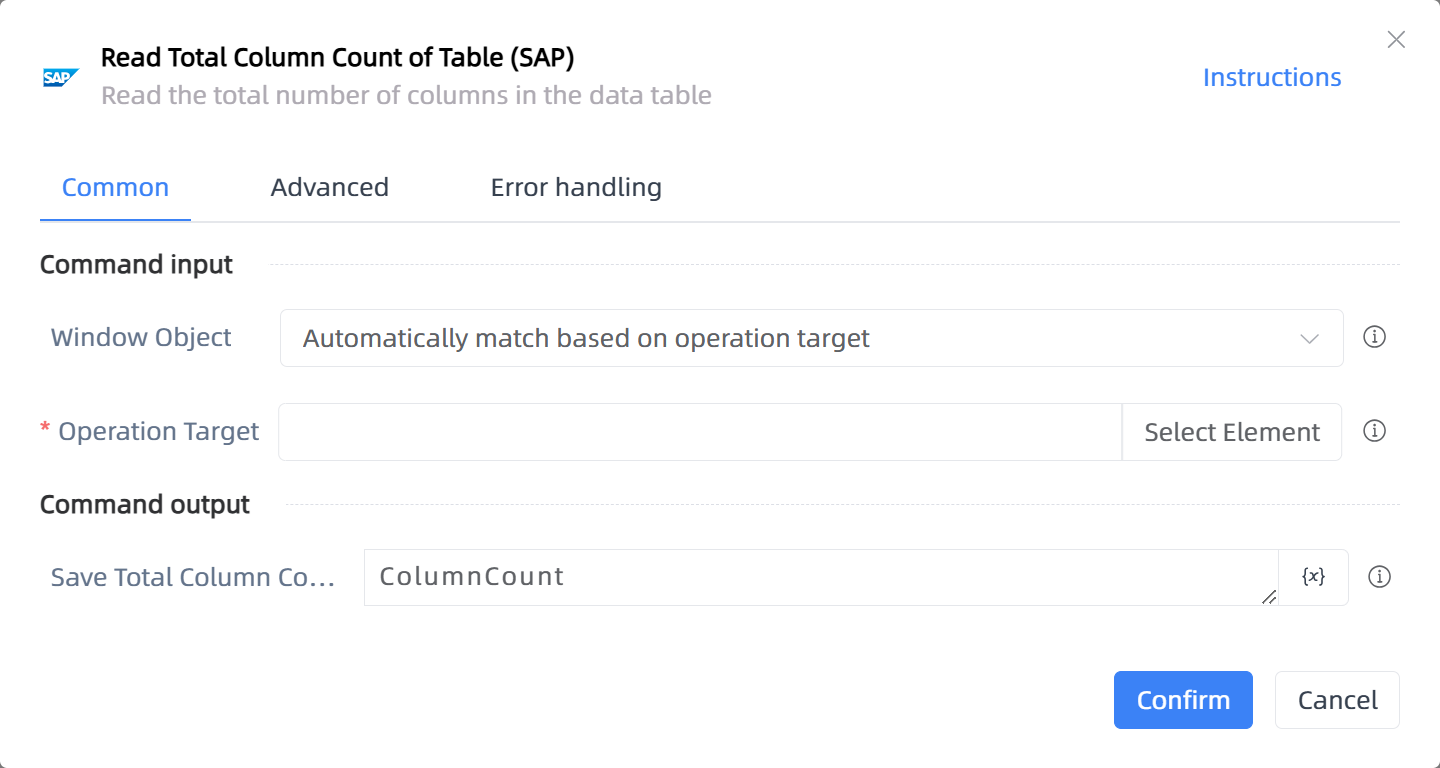 SAP
Read Total Column Count of Table (SAP)
Read the total number of columns in the data table
Instructions
Common Advanced Error handling
Command input
Window Object Automatically match based on operation target
* Operation Target Select Element
Command output
Save Total Column Co... ColumnCount {x}
Confirm Cancel